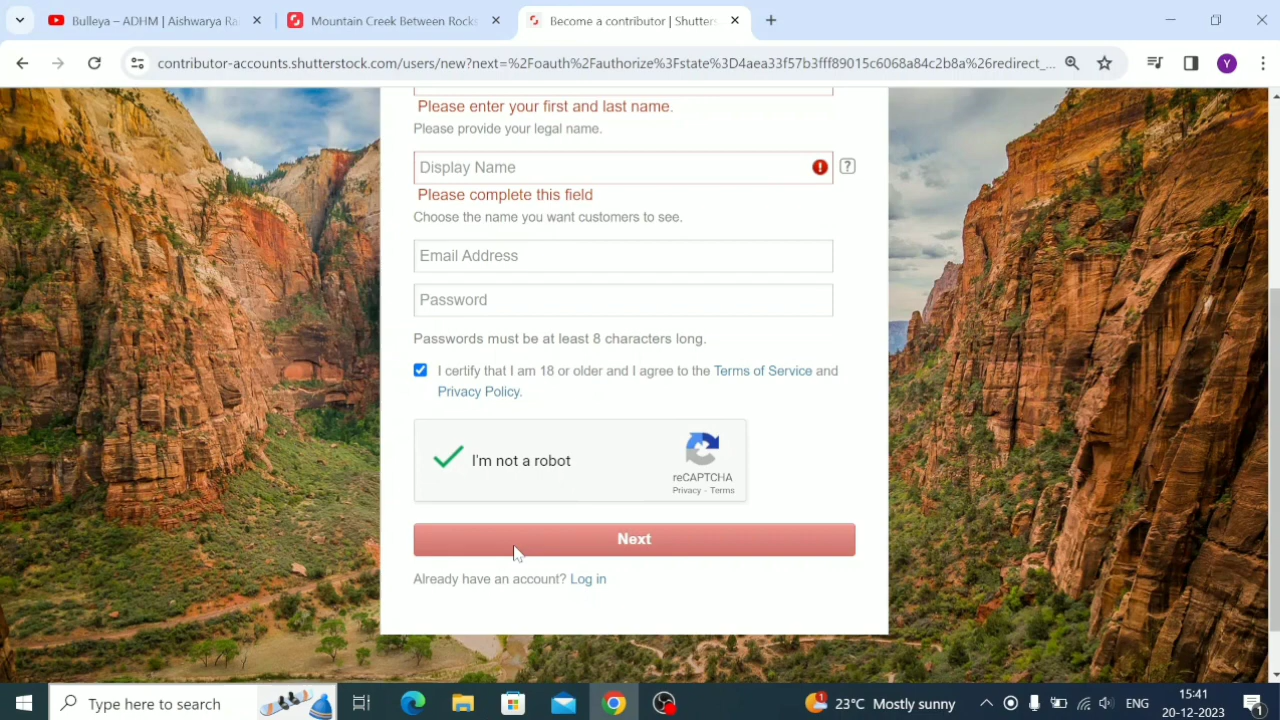 Bulleya – ADHM | Aishwarya Ra
Mountain Creek Between Rocks
Become a contributor | Shutters
contributor-accounts.shutterstock.com/users/new?next=%2Foauth%2Fauthorize%3Fstate%3D4aea33f57b3fff89015c6068a84c2b8a%26redirect_...
Y
Please enter your first and last name.
Please provide your legal name.
Display Name
Please complete this field
Choose the name you want customers to see.
Email Address
Password
Passwords must be at least 8 characters long.
I certify that I am 18 or older and I agree to the Terms of Service and
Privacy Policy.
I'm not a robot
reCAPTCHA
Privacy - Terms
Next
Already have an account? Log in
Type here to search
1
23°C Mostly sunny
ENG
15:41
20-12-2023
1